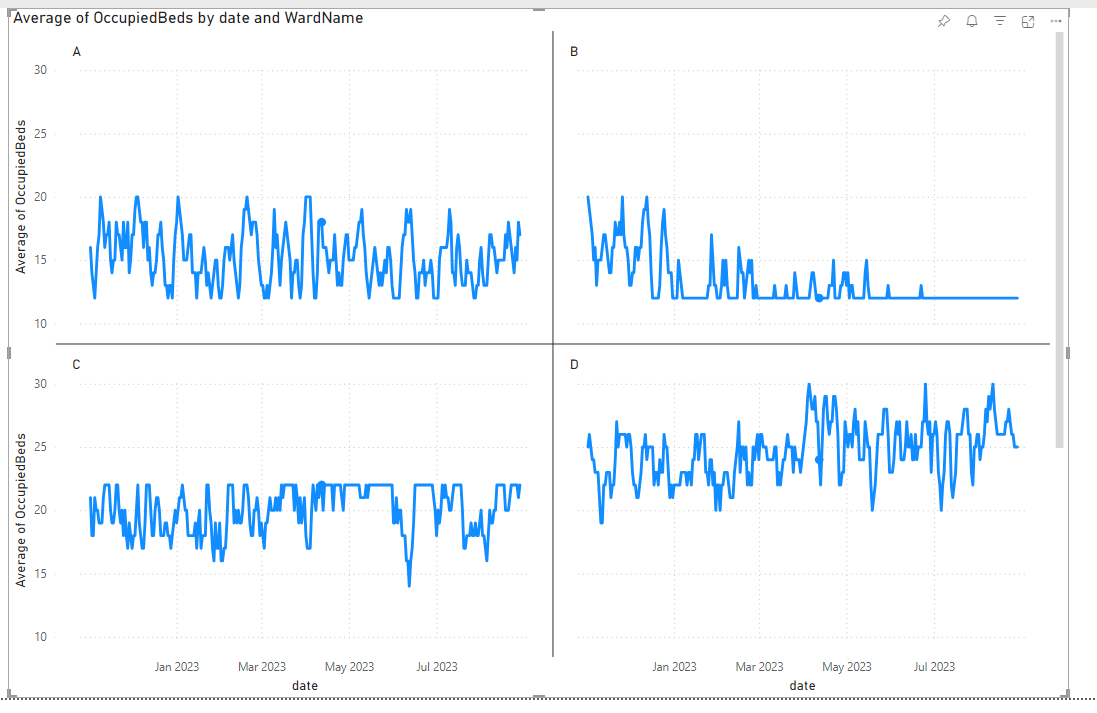 Average of OccupiedBeds by date and WardName
A
B
30
25
20
15
10
Average of OccupiedBeds
C
D
30
25
20
15
10
Average of OccupiedBeds
Jan 2023 Mar 2023 May 2023 Jul 2023
Jan 2023 Mar 2023 May 2023 Jul 2023
date
date